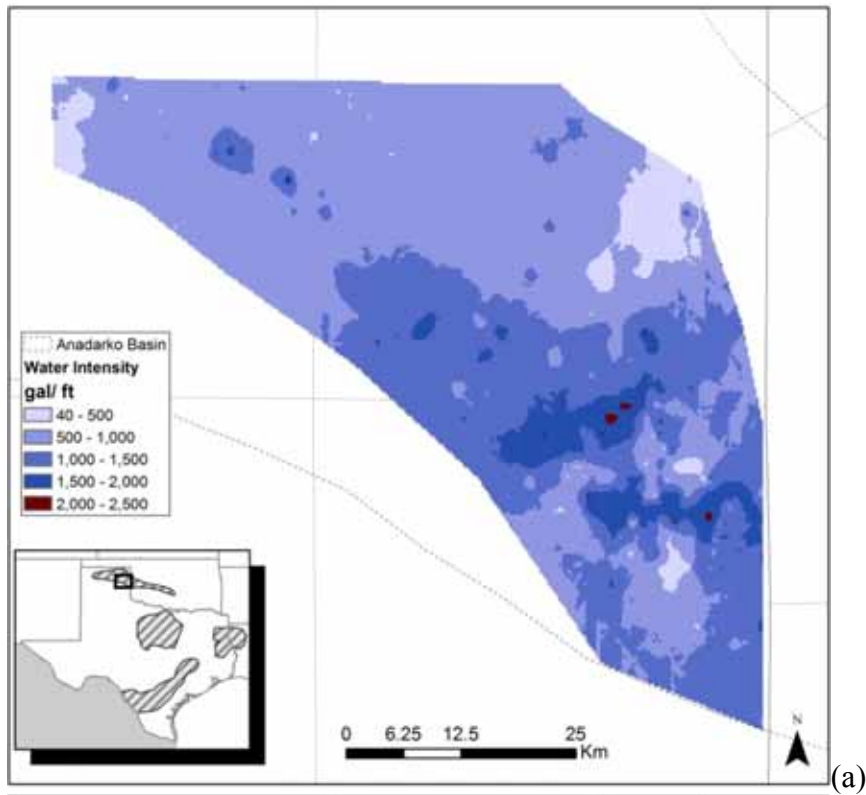 Anadarko Basin
Water Intensity
gal/ ft
40 - 500
500 - 1,000
1,000 - 1,500
1,500 - 2,000
2,000 - 2,500
0 6.25 12.5 25
Km
N
(a)